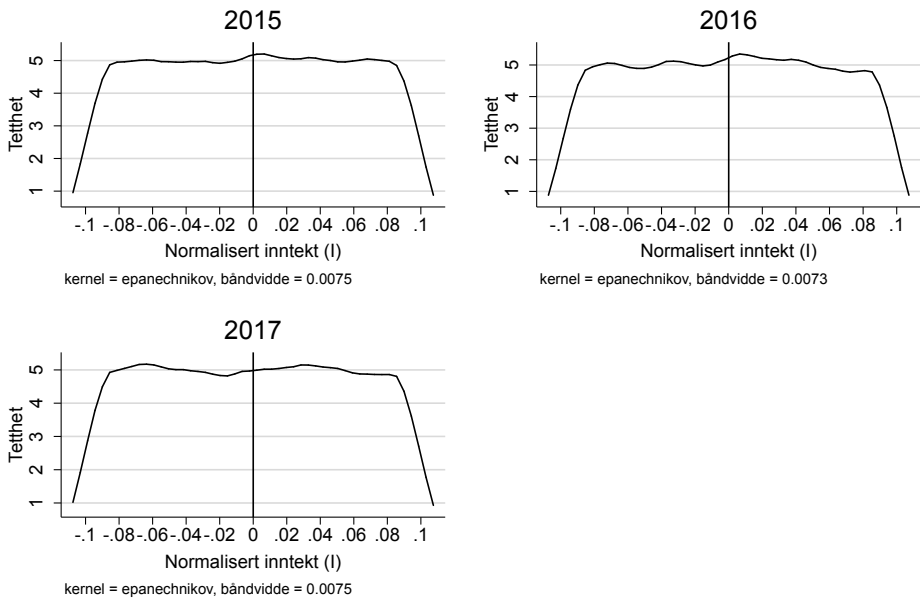 2015
Tetthet
5
4
3
2
1
-.1 -.08 -.06 -.04 -.02 0 .02 .04 .06 .08 .1
Normalisert inntekt (I)
kernel = epanechnikov, båndvidde = 0.0075
2016
Tetthet
5
4
3
2
1
-.1 -.08 -.06 -.04 -.02 0 .02 .04 .06 .08 .1
Normalisert inntekt (I)
kernel = epanechnikov, båndvidde = 0.0073
2017
Tetthet
5
4
3
2
1
-.1 -.08 -.06 -.04 -.02 0 .02 .04 .06 .08 .1
Normalisert inntekt (I)
kernel = epanechnikov, båndvidde = 0.0075